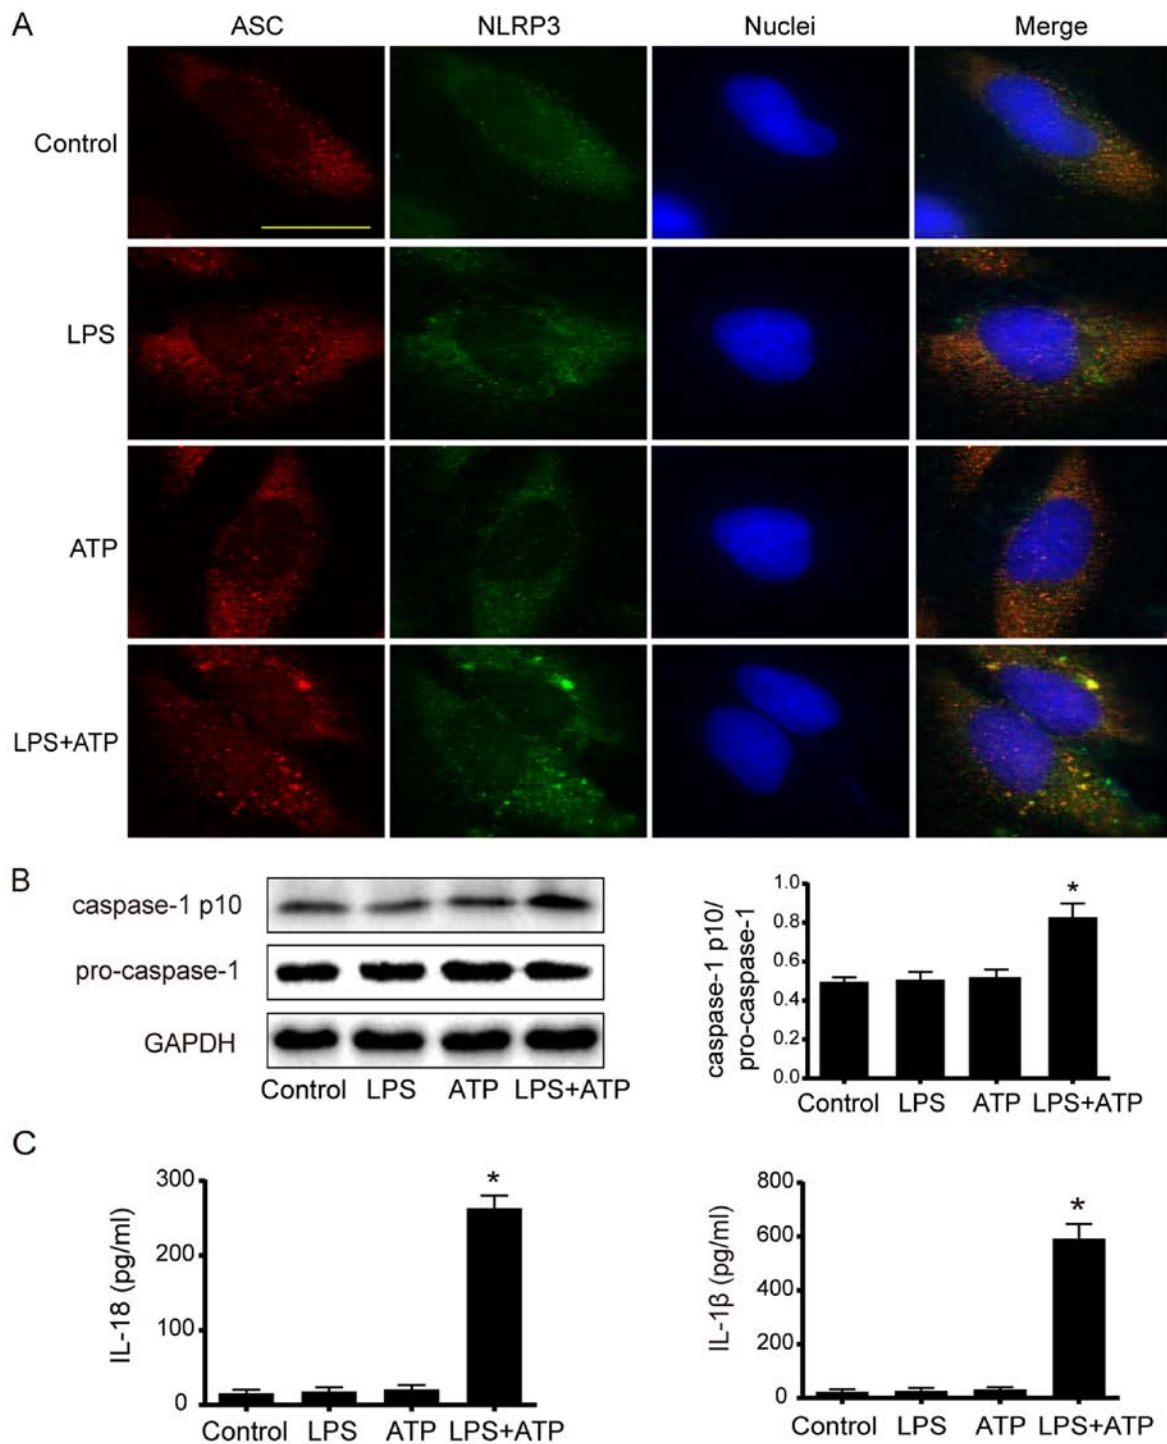 A
ASC NLRP3 Nuclei Merge
Control
LPS
ATP
LPS+ATP
B
caspase-1 p10
pro-caspase-1
GAPDH
Control LPS ATP LPS+ATP
caspase-1 p10/
pro-caspase-1
1.0
0.8
0.6
0.4
0.2
0.0
*
Control LPS ATP LPS+ATP
C
IL-18 (pg/ml)
300
200
100
0
*
Control LPS ATP LPS+ATP
IL-1β (pg/ml)
800
600
400
200
0
*
Control LPS ATP LPS+ATP